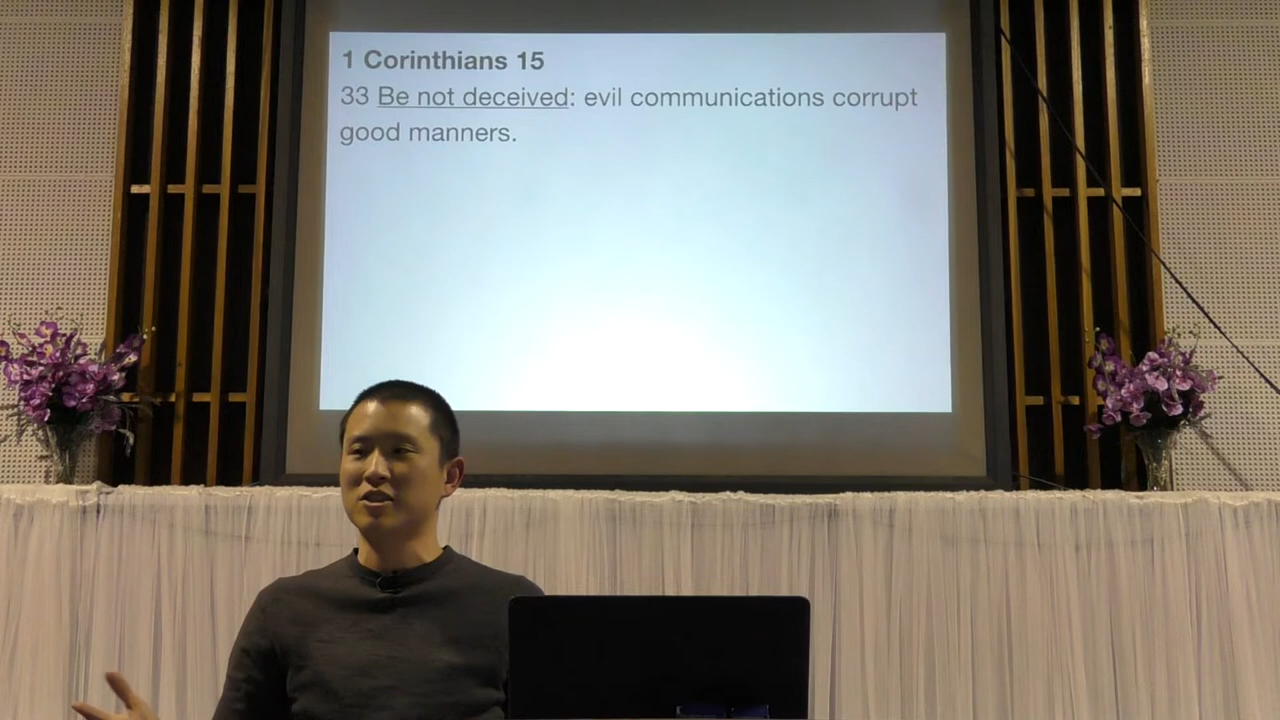 1 Corinthians 15
33 Be not deceived: evil communications corrupt
good manners.